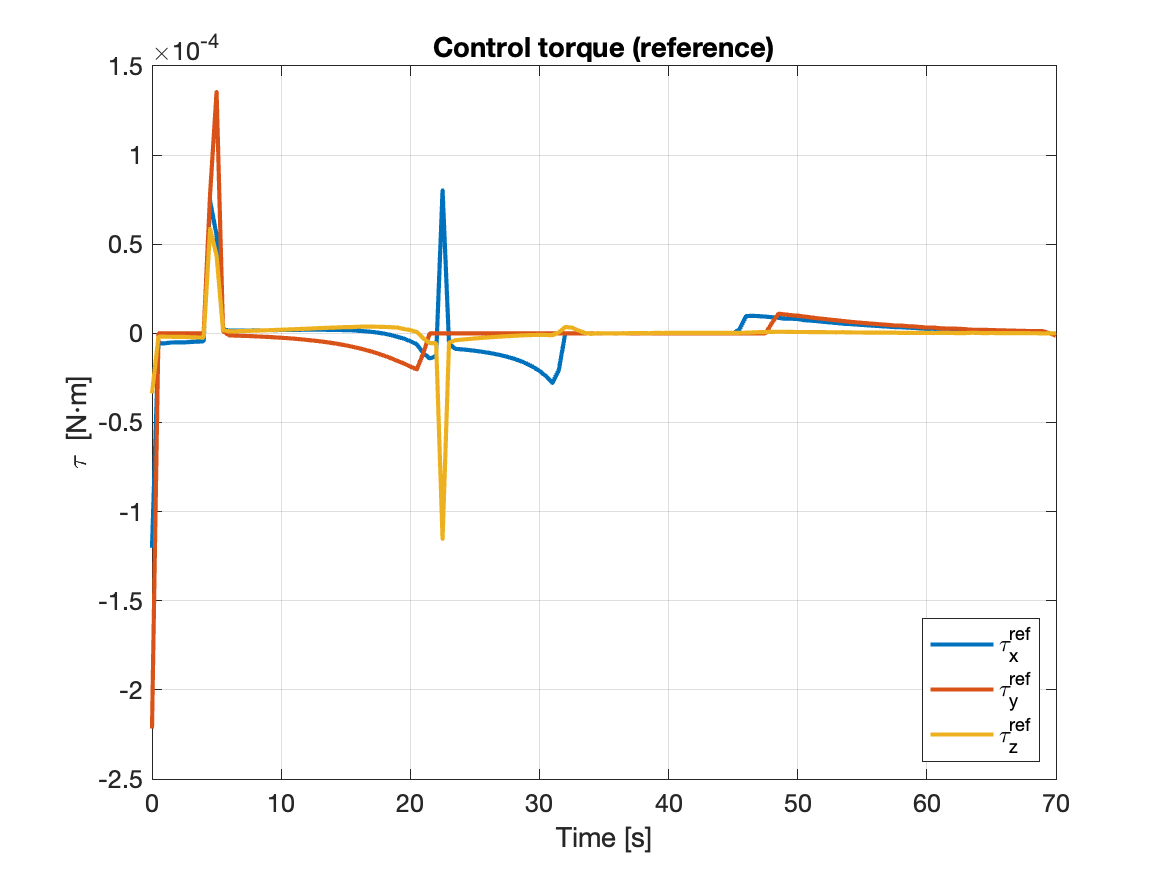 Control torque (reference)
×10⁻⁴
1.5
1
0.5
0
-0.5
-1
-1.5
-2
-2.5
τ [N·m]
0 10 20 30 40 50 60 70
Time [s]
τ_x^ref
τ_y^ref
τ_z^ref